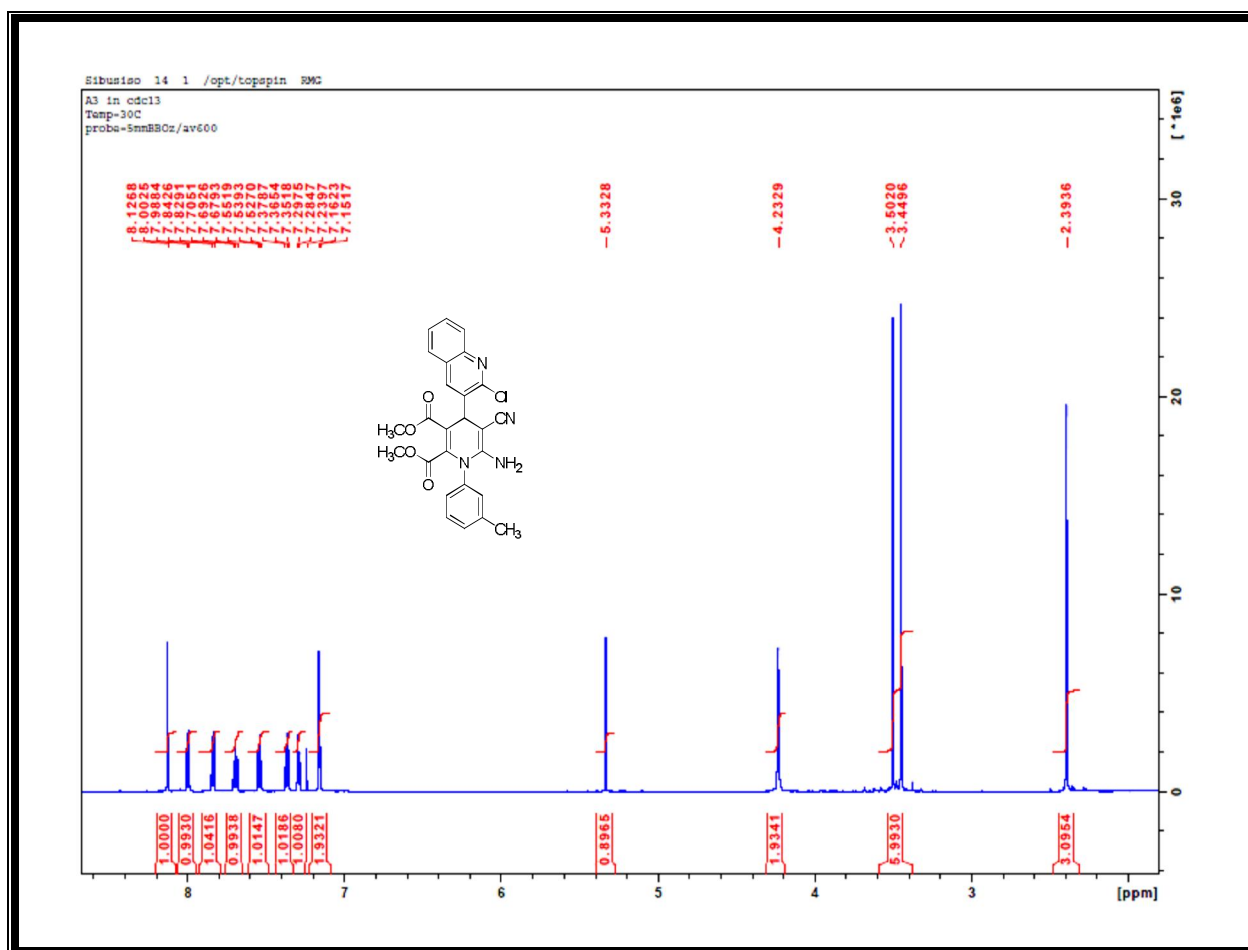 Sibusiso 14 1 /opt/topspin RMG
A3 in cdcl3
Temp=30C
probe=5mmBBOz/av600
[ *1e6]
8.1268
8.0025
7.9884
7.8426
7.8291
7.7051
7.6926
7.6793
7.5519
7.5393
7.5270
7.3787
7.3654
7.3518
7.2975
7.2847
7.2397
7.1623
7.1517
5.3328
4.2329
3.5020
3.4496
2.3936
30
20
10
0
N
Cl
O
H₃CO
CN
H₃CO
N
NH₂
O
CH₃
1.0000
0.9930
1.0416
0.9938
1.0147
1.0186
1.0080
1.9321
0.8965
1.9341
5.9930
3.0954
8 7 6 5 4 3 [ppm]